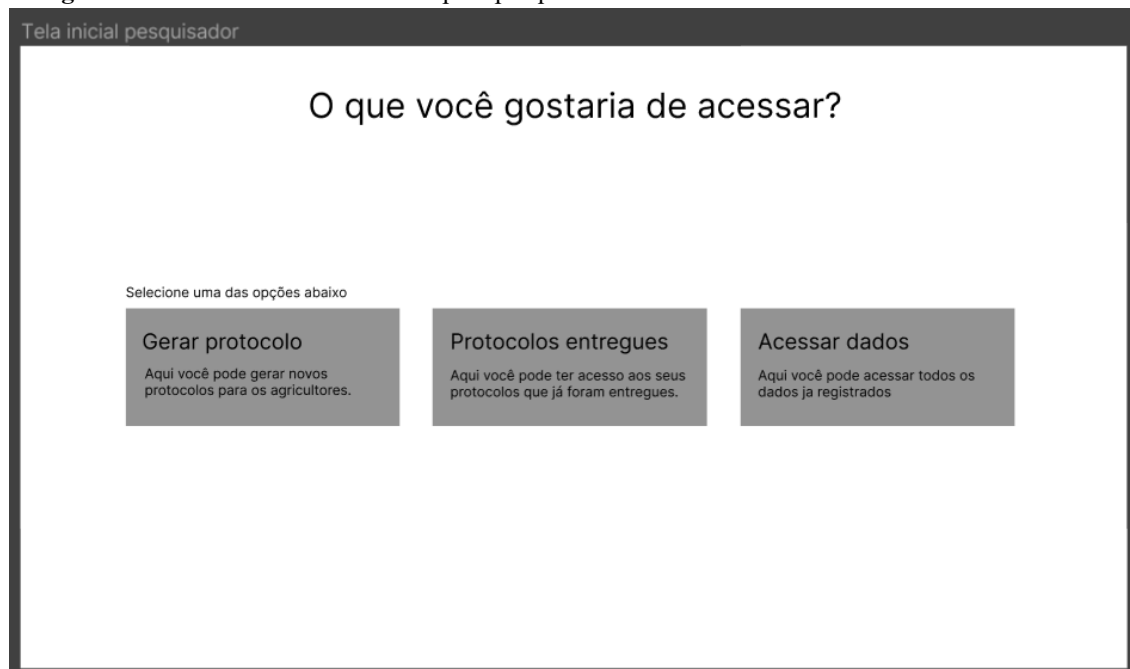 Tela inicial pesquisador
O que você gostaria de acessar?
Selecione uma das opções abaixo
Gerar protocolo
Aqui você pode gerar novos
protocolos para os agricultores.
Protocolos entregues
Aqui você pode ter acesso aos seus
protocolos que já foram entregues.
Acessar dados
Aqui você pode acessar todos os
dados ja registrados